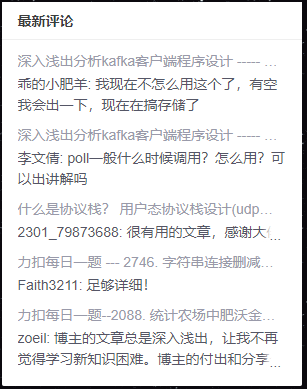 最新评论
深入浅出分析kafka客户端程序设计 ----- ...
乖的小肥羊: 我现在不怎么用这个了，有空
我会出一下，现在在搞存储了
深入浅出分析kafka客户端程序设计 ----- ...
李文倩: poll一般什么时候调用？怎么用？可
以出讲解吗
什么是协议栈？ 用户态协议栈设计(udp...
2301_79873688: 很有用的文章，感谢大...
力扣每日一题 --- 2746. 字符串连接删减...
Faith3211: 足够详细！
力扣每日一题--2088. 统计农场中肥沃金...
zoeil: 博主的文章总是深入浅出，让我不再
觉得学习新知识困难。博主的付出和分享...